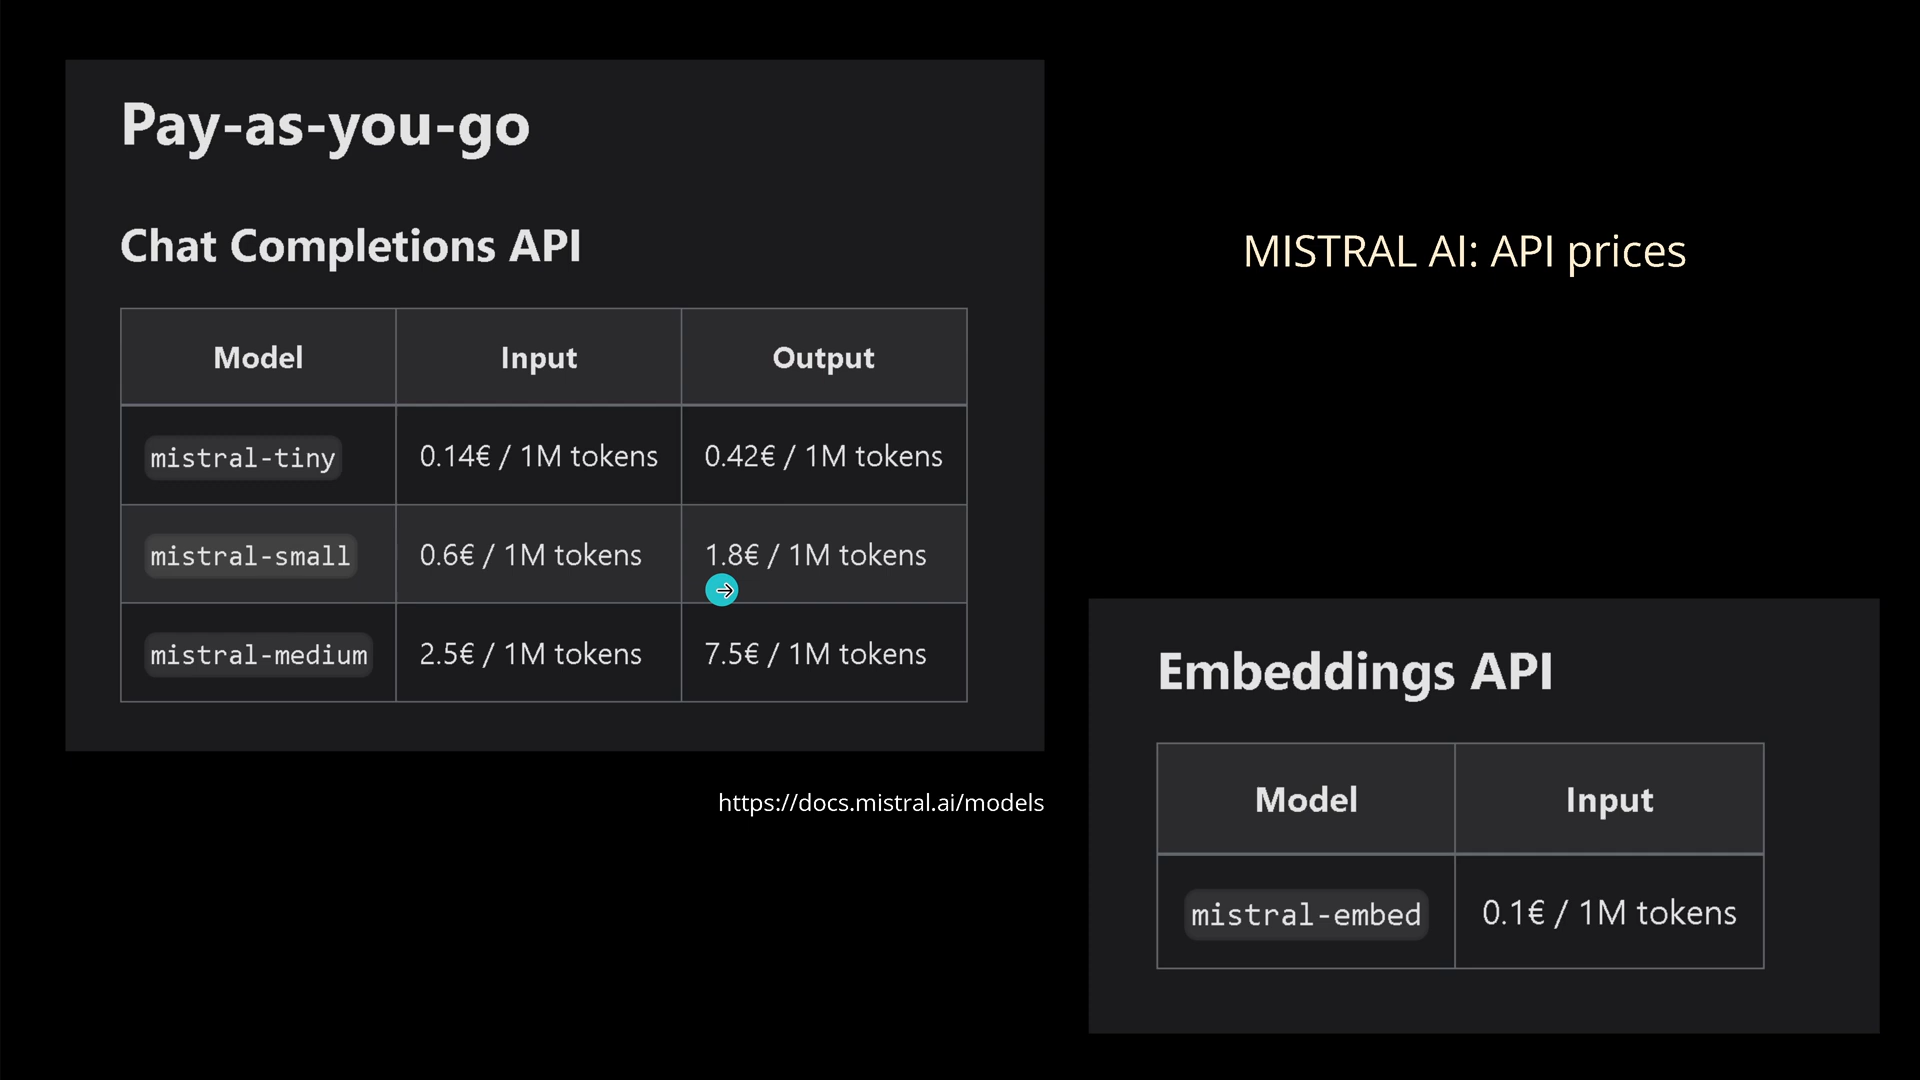 Pay-as-you-go
Chat Completions API
Model Input Output
mistral-tiny 0.14€ / 1M tokens 0.42€ / 1M tokens
mistral-small 0.6€ / 1M tokens 1.8€ / 1M tokens
mistral-medium 2.5€ / 1M tokens 7.5€ / 1M tokens
https://docs.mistral.ai/models
MISTRAL AI: API prices
Embeddings API
Model Input
mistral-embed 0.1€ / 1M tokens